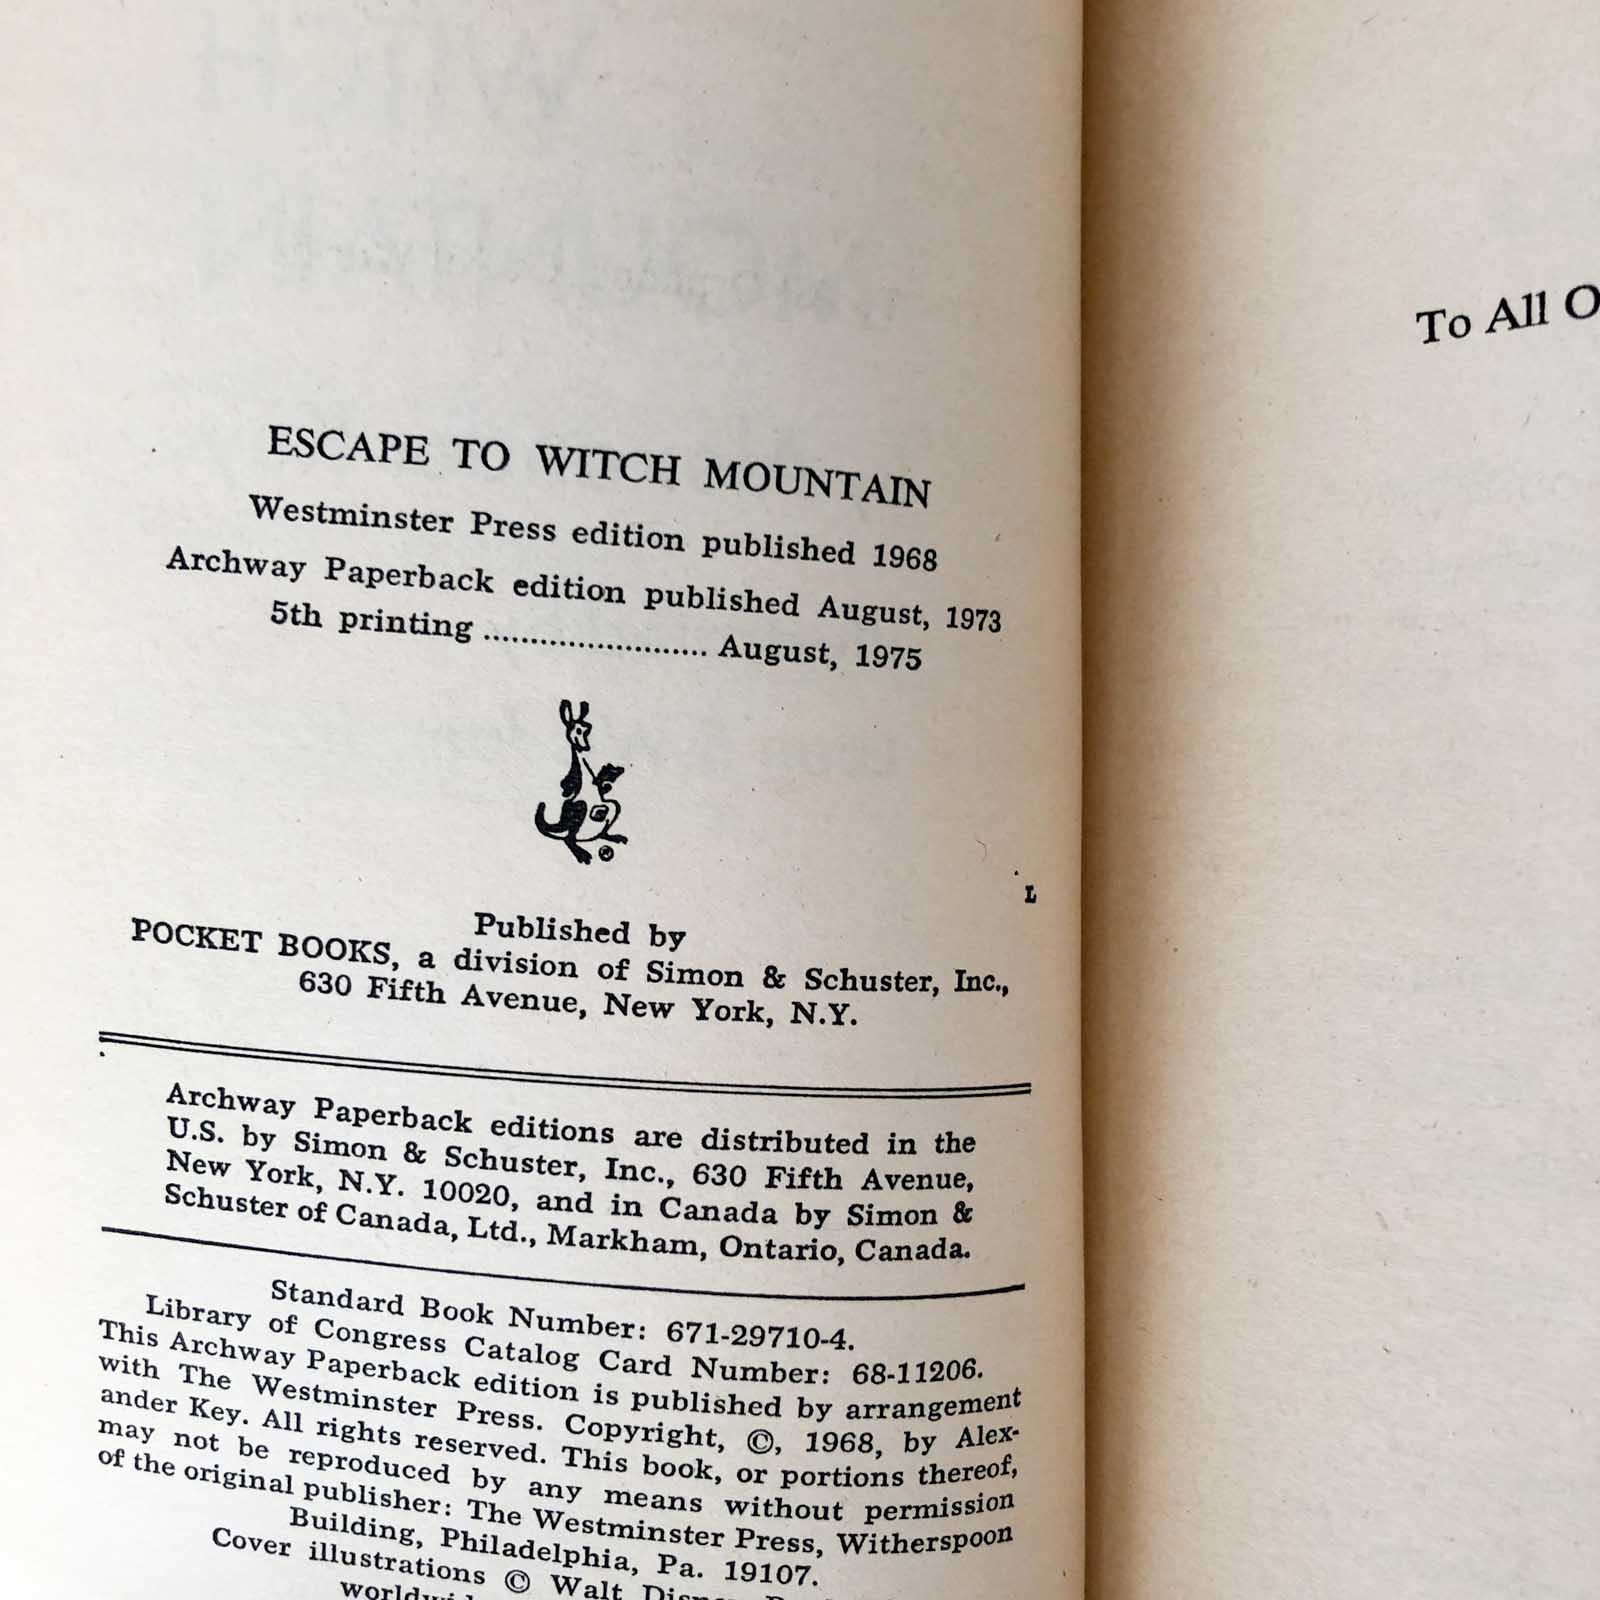 ESCAPE TO WITCH MOUNTAIN
Westminster Press edition published 1968
Archway Paperback edition published August, 1973
5th printing ........................ August, 1975
L
Published by
POCKET BOOKS, a division of Simon & Schuster, Inc.,
630 Fifth Avenue, New York, N.Y.
Archway Paperback editions are distributed in the
U.S. by Simon & Schuster, Inc., 630 Fifth Avenue,
New York, N.Y. 10020, and in Canada by Simon &
Schuster of Canada, Ltd., Markham, Ontario, Canada.
Standard Book Number: 671-29710-4.
Library of Congress Catalog Card Number: 68-11206.
This Archway Paperback edition is published by arrangement
with The Westminster Press. Copyright, ©, 1968, by Alex-
ander Key. All rights reserved. This book, or portions thereof,
may not be reproduced by any means without permission
of the original publisher: The Westminster Press, Witherspoon
Building, Philadelphia, Pa. 19107.
Cover illustrations © Walt
To All